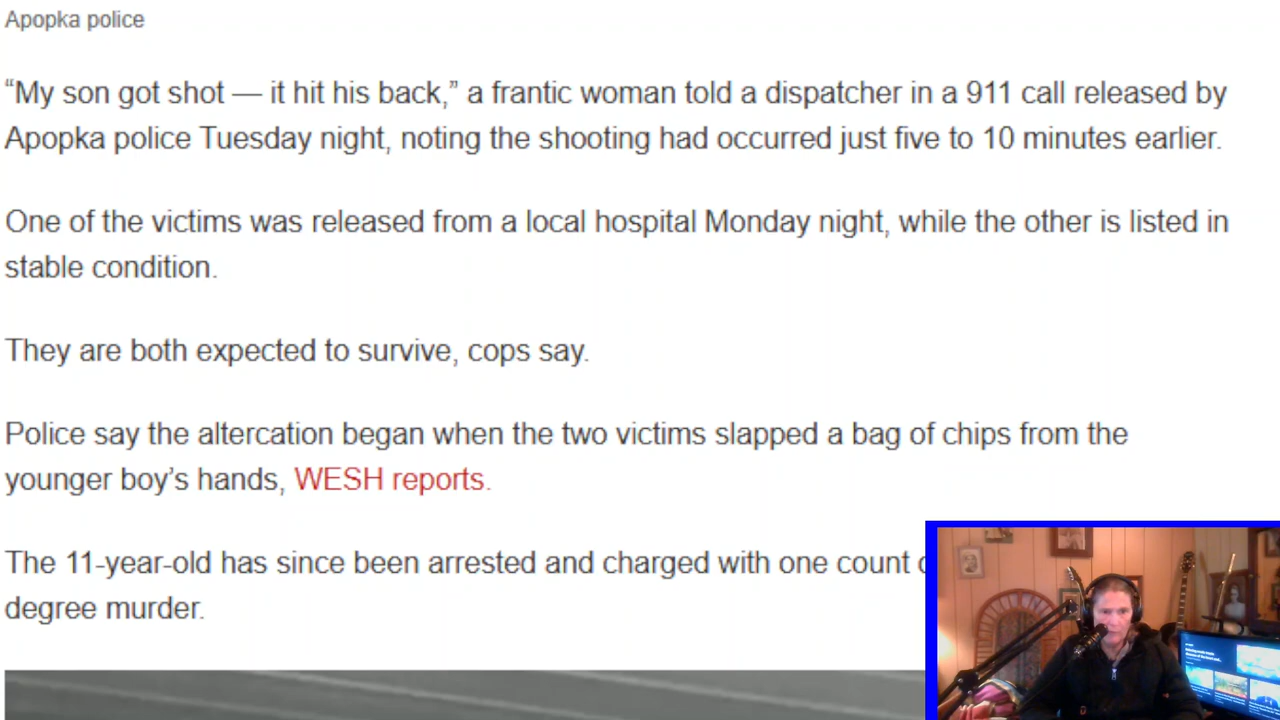 Apopka police
“My son got shot — it hit his back,” a frantic woman told a dispatcher in a 911 call released by
Apopka police Tuesday night, noting the shooting had occurred just five to 10 minutes earlier.
One of the victims was released from a local hospital Monday night, while the other is listed in
stable condition.
They are both expected to survive, cops say.
Police say the altercation began when the two victims slapped a bag of chips from the
younger boy’s hands, WESH reports.
The 11-year-old has since been arrested and charged with one count
degree murder.